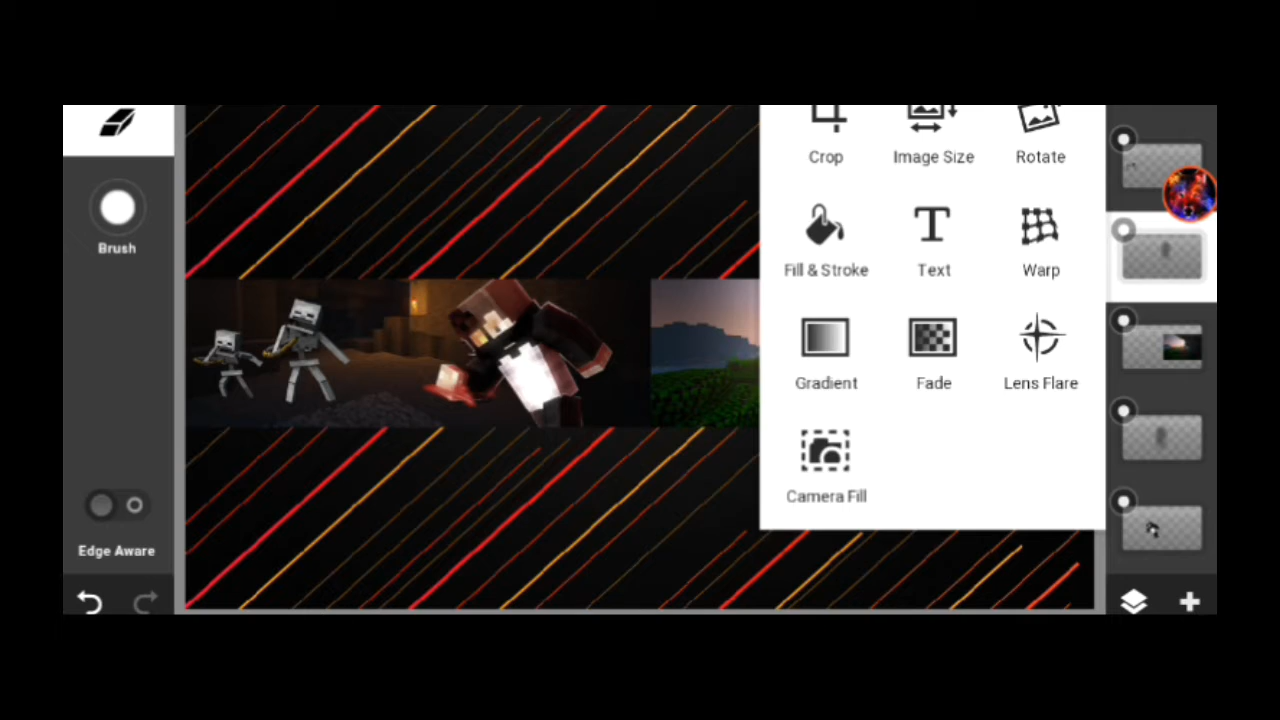 Crop Image Size Rotate
Brush
Fill & Stroke Text Warp
Gradient Fade Lens Flare
Camera Fill
Edge Aware